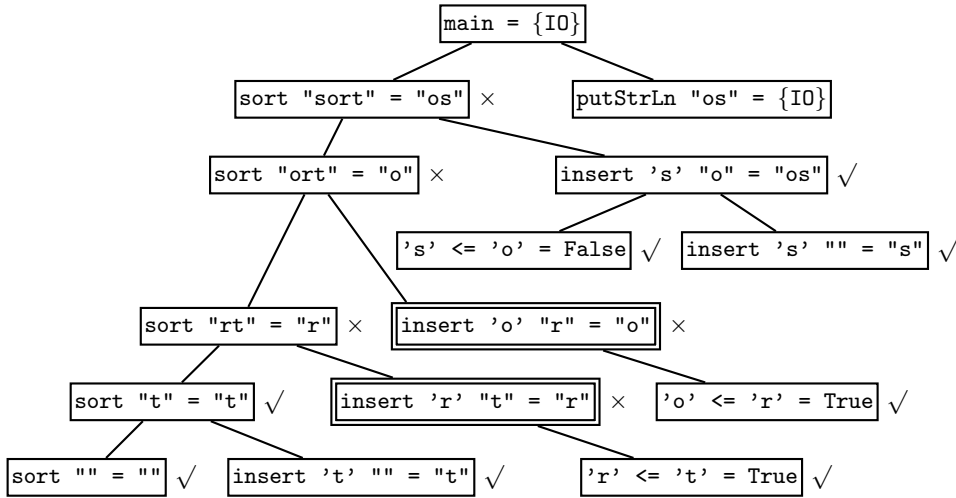 main = {IO}
sort "sort" = "os" ×
putStrLn "os" = {IO}
sort "ort" = "o" ×
insert 's' "o" = "os" √
's' <= 'o' = False √
insert 's' "" = "s" √
sort "rt" = "r" ×
insert 'o' "r" = "o" ×
sort "t" = "t" √
insert 'r' "t" = "r" ×
'o' <= 'r' = True √
sort "" = "" √
insert 't' "" = "t" √
'r' <= 't' = True √